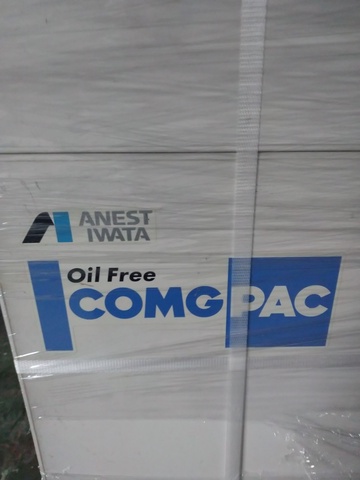 ANEST
IWATA
Oil Free
COMGPAC